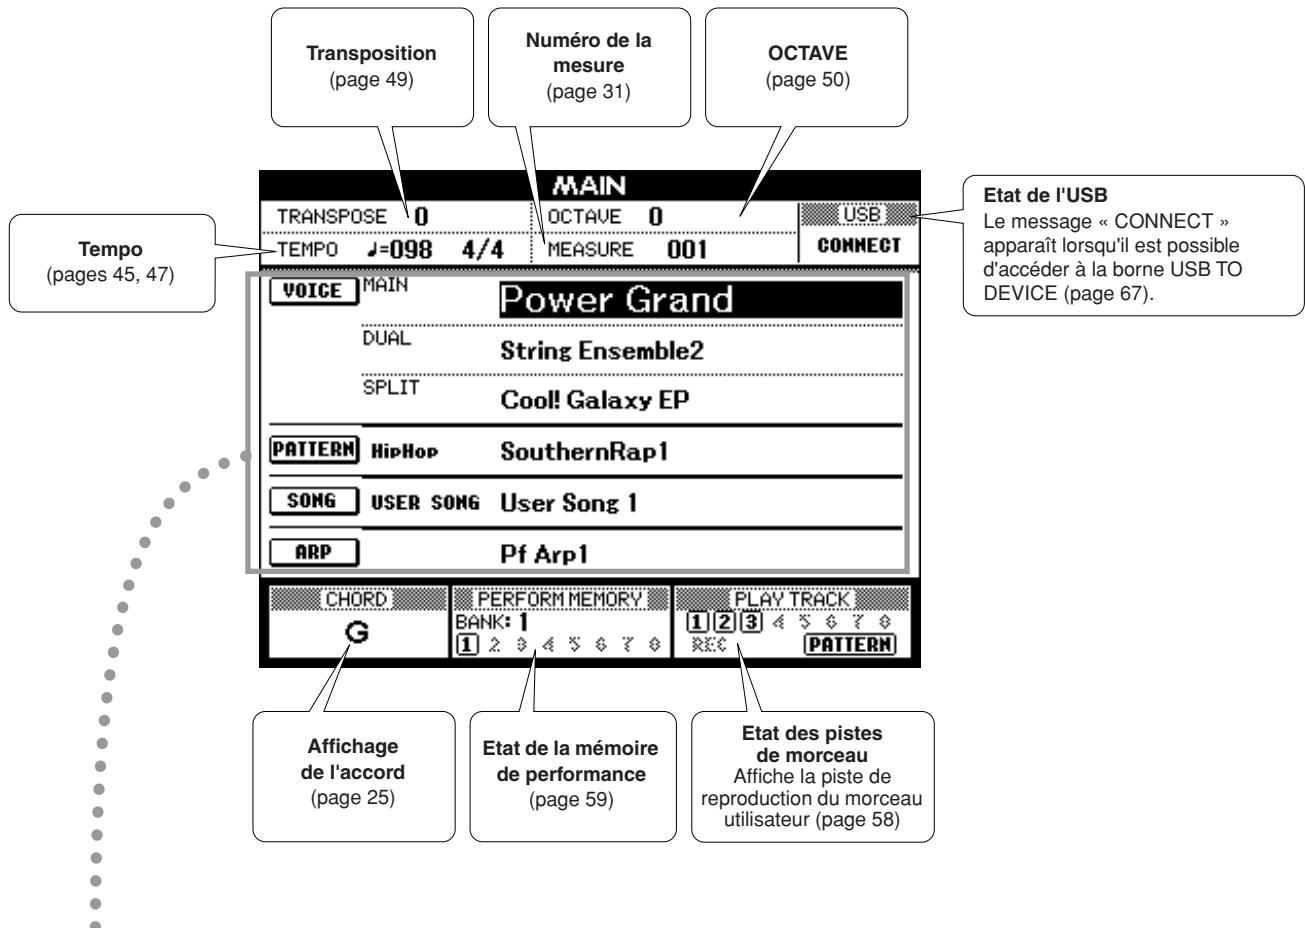 Transposition
(page 49)
Numéro de la
mesure
(page 31)
OCTAVE
(page 50)
Tempo
(pages 45, 47)
Etat de l'USB
Le message « CONNECT »
apparaît lorsqu'il est possible
d'accéder à la borne USB TO
DEVICE (page 67).
MAIN
TRANSPOSE 0 OCTAVE 0 USB
TEMPO ♩=098 4/4 MEASURE 001 CONNECT
VOICE MAIN Power Grand
DUAL String Ensemble2
SPLIT Cool! Galaxy EP
PATTERN HipHop SouthernRap1
SONG USER SONG User Song 1
ARP Pf Arp1
CHORD PERFORM MEMORY PLAY TRACK
G
BANK: 1
1 2 3 4 5 6 7 8
1 2 3 4 5 6 7 8
REC PATTERN
Affichage
de l'accord
(page 25)
Etat de la mémoire
de performance
(page 59)
Etat des pistes
de morceau
Affiche la piste de
reproduction du morceau
utilisateur (page 58)